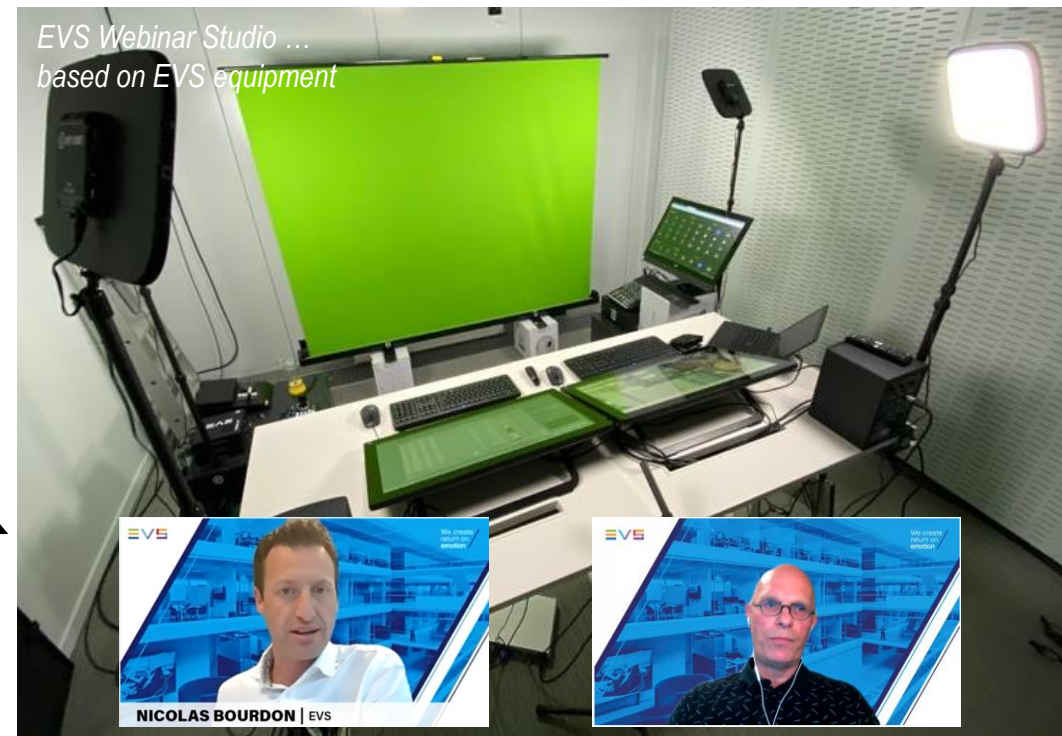 EVS Webinar Studio …
based on EVS equipment
EVS
EVS
We create
return on
emotion
NICOLAS BOURDON | EVS
EVS
We create
return on
emotion